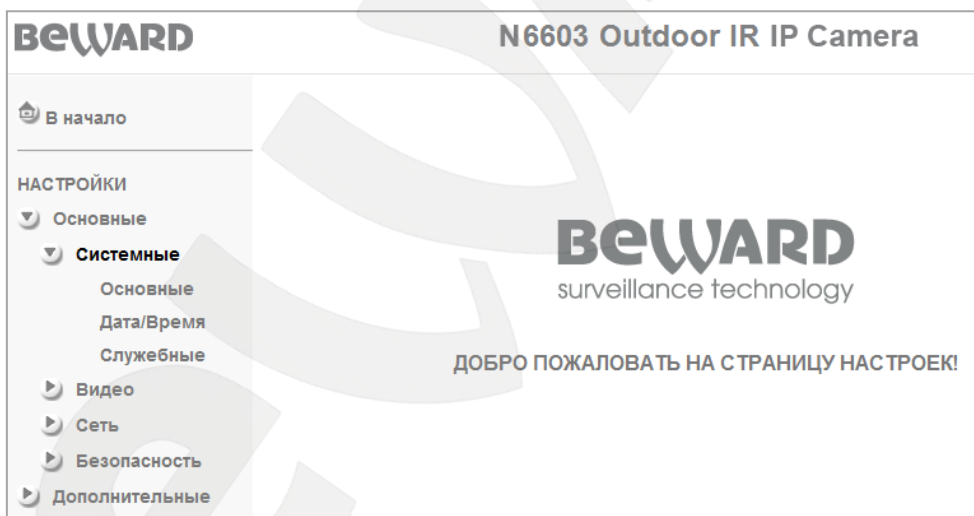 BEWARD
N6603 Outdoor IR IP Camera
В начало
НАСТРОЙКИ
Основные
Системные
Основные
Дата/Время
Служебные
Видео
Сеть
Безопасность
Дополнительные
BEWARD
surveillance technology
ДОБРО ПОЖАЛОВАТЬ НА СТРАНИЦУ НАСТРОЕК!